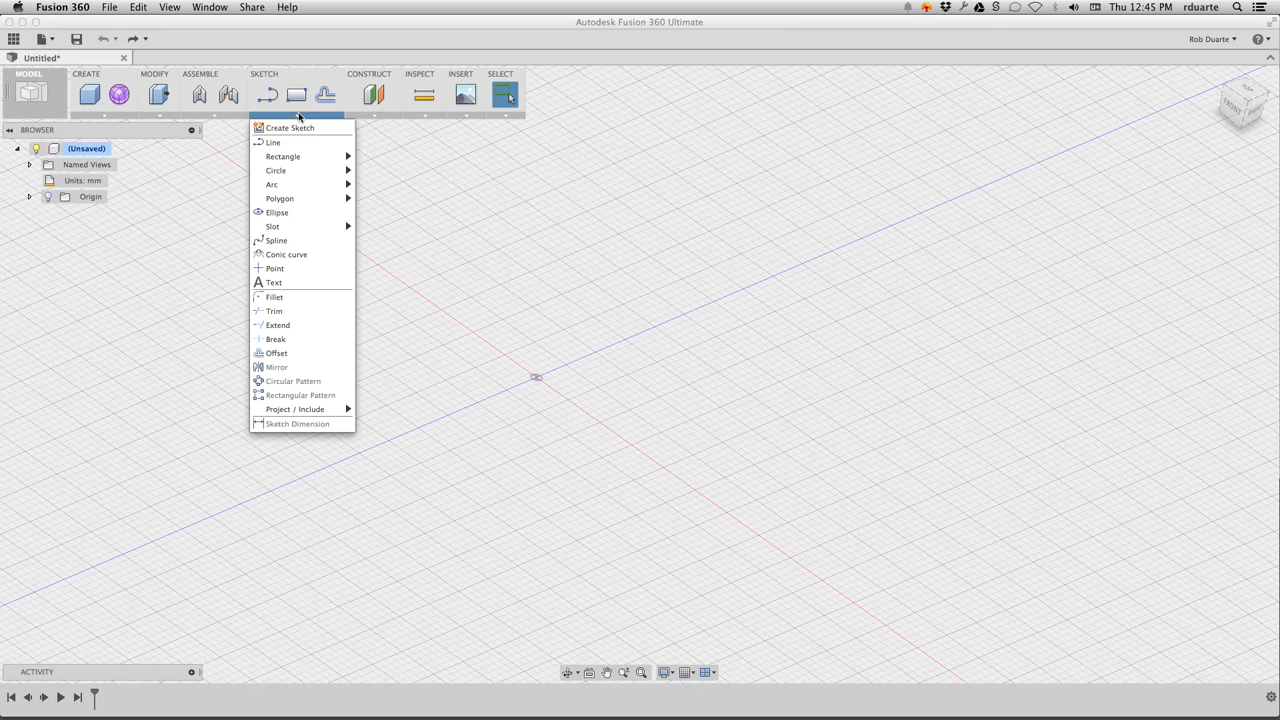 Fusion 360 File Edit View Window Share Help Thu 12:45 PM rduarte
Autodesk Fusion 360 Ultimate
Rob Duarte
Untitled*
MODEL CREATE MODIFY ASSEMBLE SKETCH CONSTRUCT INSPECT INSERT SELECT
BROWSER
(Unsaved)
Named Views
Units: mm
Origin
Create Sketch
Line
Rectangle
Circle
Arc
Polygon
Ellipse
Slot
Spline
Conic curve
Point
Text
Fillet
Trim
Extend
Break
Offset
Mirror
Circular Pattern
Rectangular Pattern
Project / Include
Sketch Dimension
FRONT
ACTIVITY